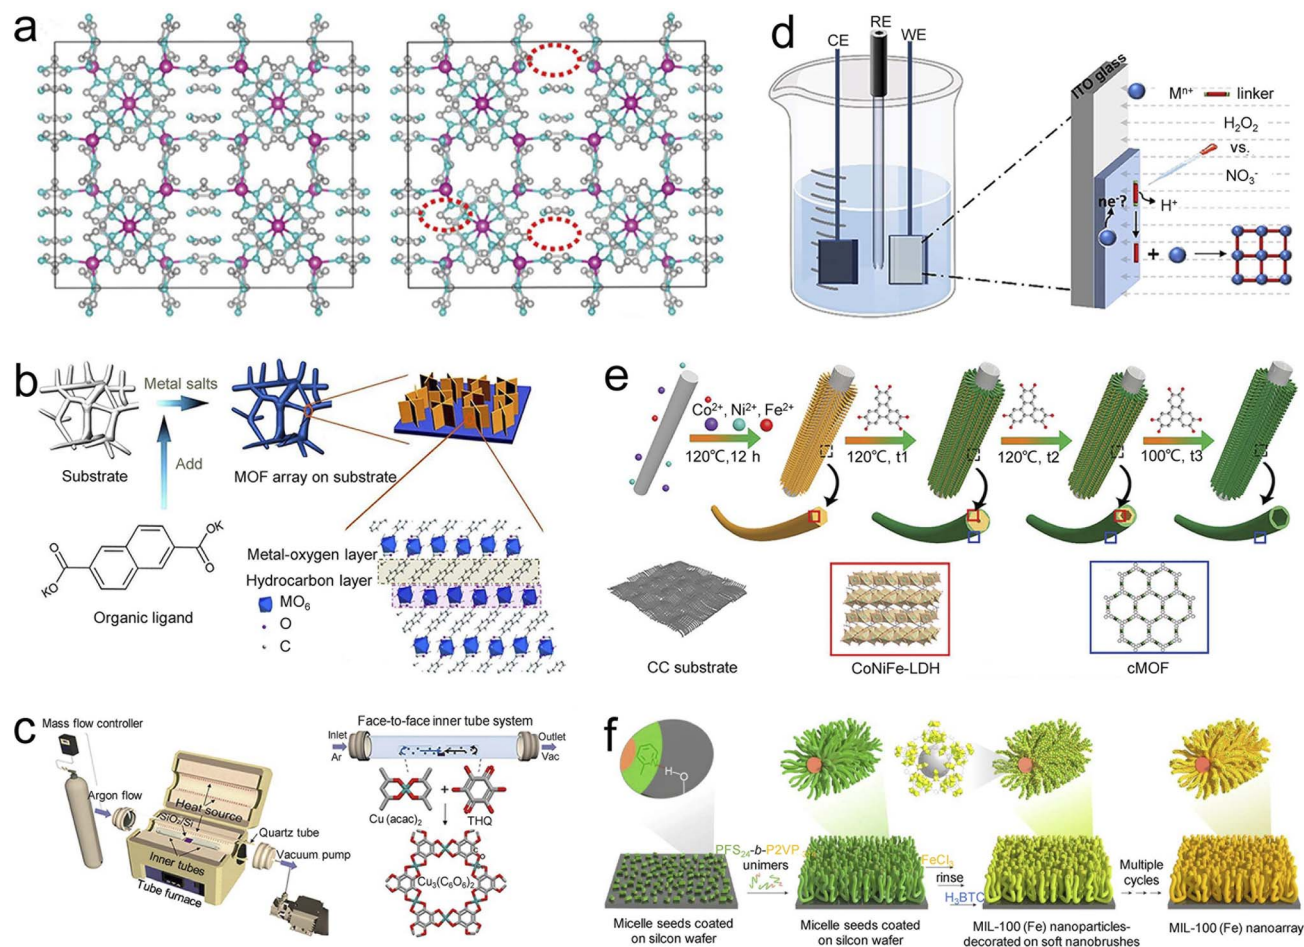 a
b
Metal salts
Add
Substrate
MOF array on substrate
OK
O
O
KO
Organic ligand
Metal-oxygen layer
Hydrocarbon layer
MO₆
O
C
c
Mass flow controller
Argon flow
Heat source
SiO₂/Si
Inner tubes
Tube furnace
Quartz tube
Vacuum pump
Face-to-face inner tube system
Inlet
Ar
Outlet
Vac
Cu (acac)₂
+
THQ
Cu₃(C₆O₆)₂
d
CE
RE
WE
ITO glass
Mⁿ⁺
linker
H₂O₂
vs.
NO₃⁻
H⁺
ne⁻?
+
e
Co²⁺, Ni²⁺, Fe²⁺
120℃,12 h
120℃, t1
120℃, t2
100℃, t3
CC substrate
CoNiFe-LDH
cMOF
f
H-O
PFS₂₄-b-P2VP
unimers
FeCl₃
rinse
H₃BTC
Multiple
cycles
Micelle seeds coated
on silcon wafer
Micelle seeds coated
on silcon wafer
MIL-100 (Fe) nanoparticles-
decorated on soft nanobrushes
MIL-100 (Fe) nanoarray